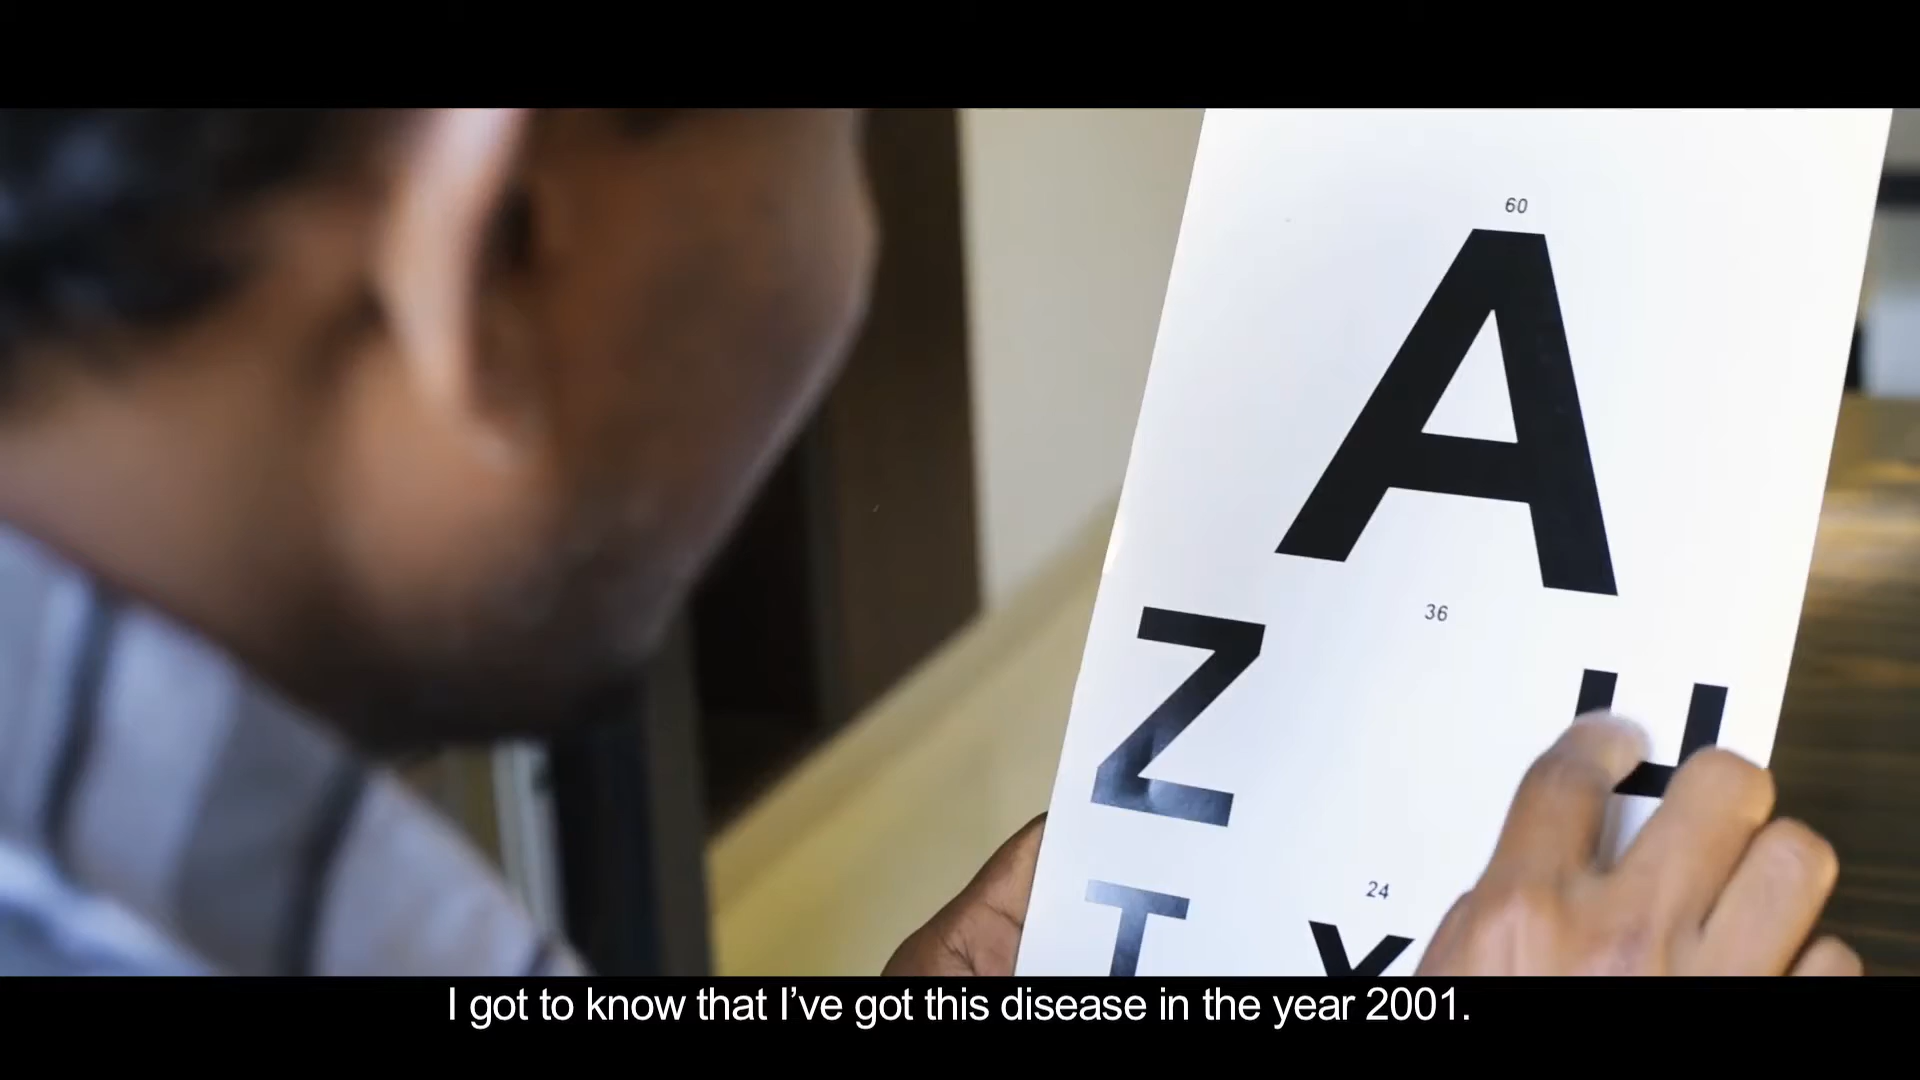 60
A
36
Z H
24
T X
I got to know that I’ve got this disease in the year 2001.